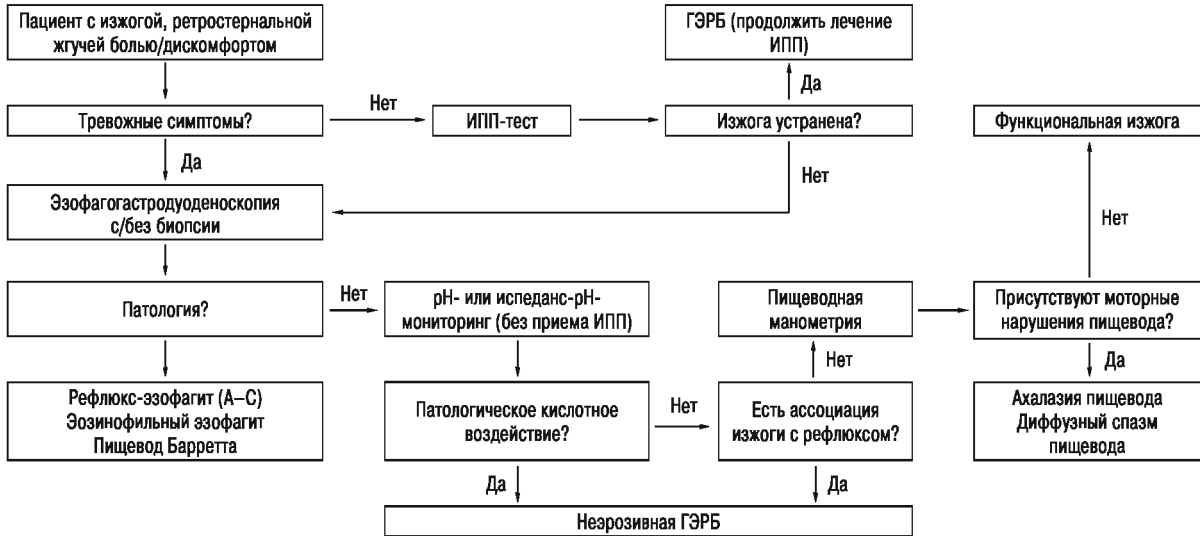 Пациент с изжогой, ретростернальной
жгучей болью/дискомфортом
ГЭРБ (продолжить лечение
ИПП)
Да
Тревожные симптомы?
Нет
ИПП-тест
Изжога устранена?
Функциональная изжога
Да
Нет
Эзофагогастродуоденоскопия
с/без биопсии
Нет
Патология?
Нет
рН- или испеданс-рН-
мониторинг (без приема ИПП)
Пищеводная
манометрия
Присутствуют моторные
нарушения пищевода?
Нет
Да
Рефлюкс-эзофагит (А–С)
Эозинофильный эзофагит
Пищевод Барретта
Патологическое кислотное
воздействие?
Нет
Есть ассоциация
изжоги с рефлюксом?
Ахалазия пищевода
Диффузный спазм
пищевода
Да
Да
Неэрозивная ГЭРБ